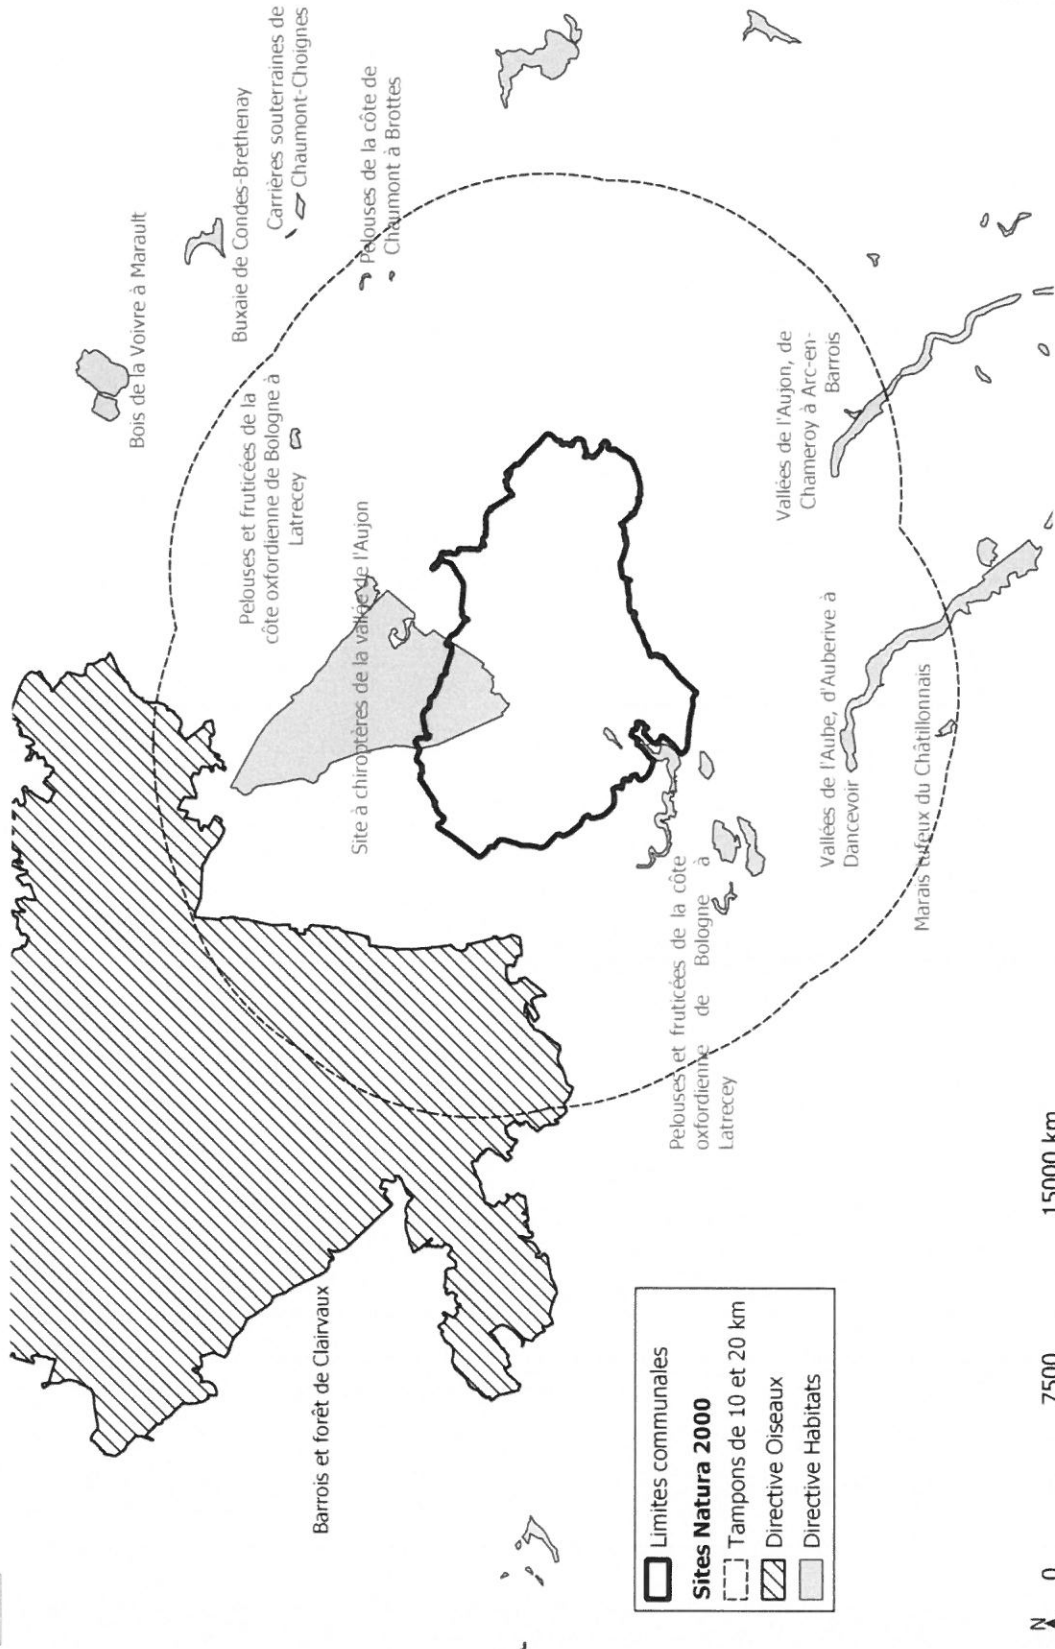 Bois de la Voivre à Marault
Buxaie de Condes-Brethenay
Carrières souterraines de
Chaumont-Choignes
Pelouses de la côte de
Chaumont à Brottes
Pelouses et fruticées de la
côte oxfordienne de Bologne à
Latrecey
Site à chiroptères de la vallée de l'Aujon
Barrois et forêt de Clairvaux
Pelouses et fruticées de la côte
oxfordienne de Bologne à
Latrecey
Vallées de l'Aujon, de
Chameroy à Arc-en-
Barrois
Vallées de l'Aube, d'Auberive à
Dancevoir
Marais tufeux du Châtillonnais
Limites communales
Sites Natura 2000
Tampons de 10 et 20 km
Directive Oiseaux
Directive Habitats
N 0 7500 15000 km